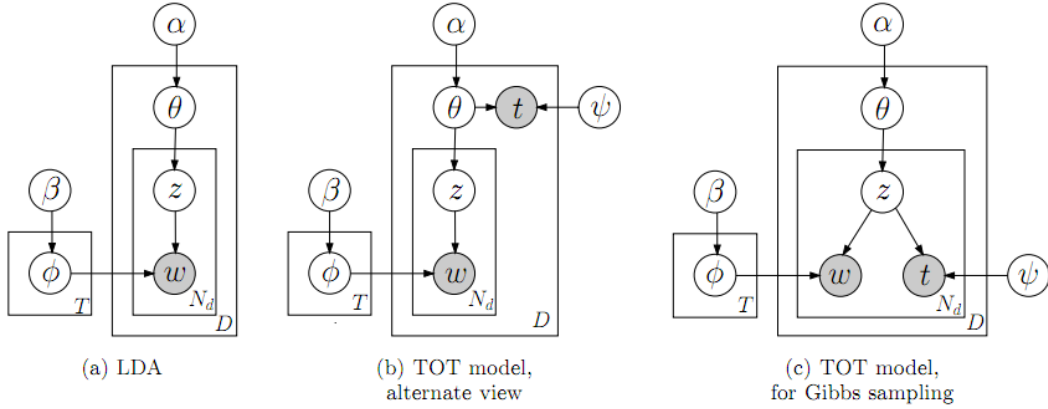 α
α
α
θ
θ
t
ψ
θ
β
z
β
z
β
z
ϕ
w
ϕ
w
ϕ
w
t
ψ
T
N_d
D
T
N_d
D
T
N_d
D
(a) LDA
(b) TOT model,
alternate view
(c) TOT model,
for Gibbs sampling